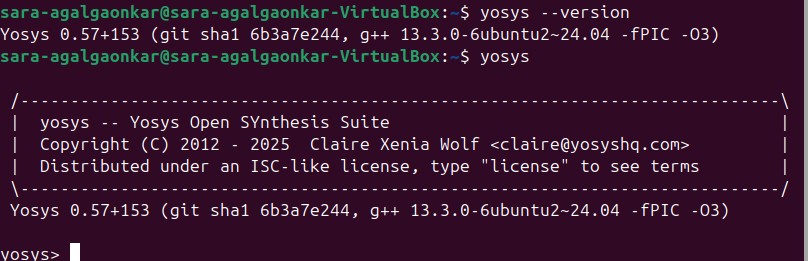 sara-agalgaonkar@sara-agalgaonkar-VirtualBox:~$ yosys --version
Yosys 0.57+153 (git sha1 6b3a7e244, g++ 13.3.0-6ubuntu2~24.04 -fPIC -O3)
sara-agalgaonkar@sara-agalgaonkar-VirtualBox:~$ yosys
/----------------------------------------------------------------------------\
|  yosys -- Yosys Open SYnthesis Suite                                       |
|  Copyright (C) 2012 - 2025  Claire Xenia Wolf <claire@yosyshq.com>         |
|  Distributed under an ISC-like license, type "license" to see terms        |
\----------------------------------------------------------------------------/
Yosys 0.57+153 (git sha1 6b3a7e244, g++ 13.3.0-6ubuntu2~24.04 -fPIC -O3)
yosys>